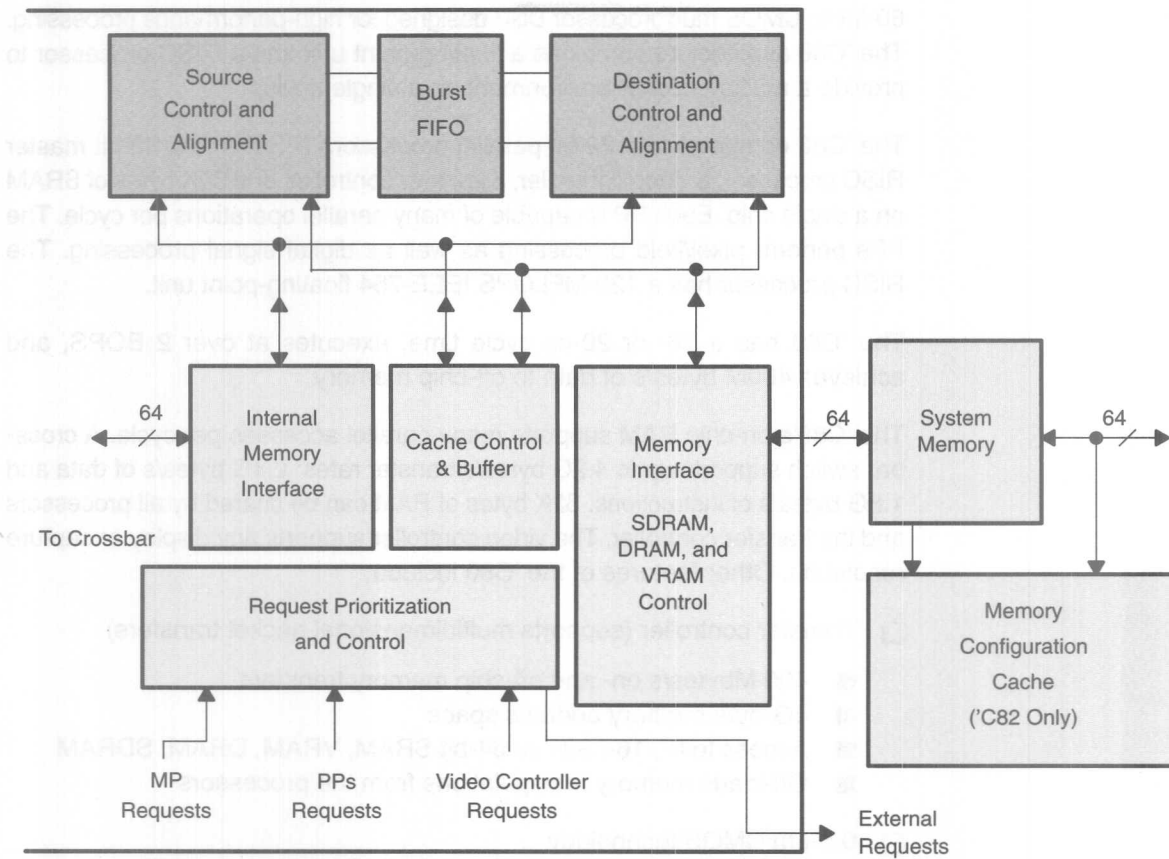 Source
Control and
Alignment
Burst
FIFO
Destination
Control and
Alignment
64
Internal
Memory
Interface
Cache Control
& Buffer
Memory
Interface
SDRAM,
DRAM, and
VRAM
Control
64
System
Memory
64
To Crossbar
Request Prioritization
and Control
Memory
Configuration
Cache
('C82 Only)
MP
Requests
PPs
Requests
Video Controller
Requests
External
Requests